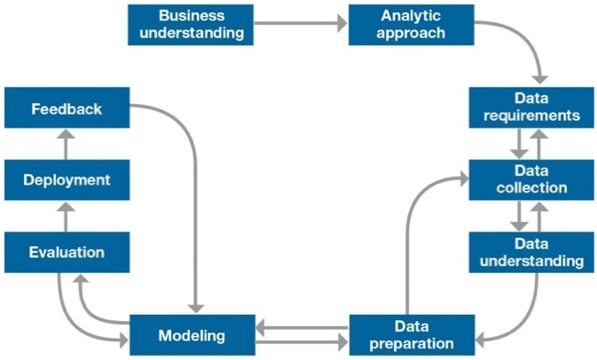 Business
understanding
Analytic
approach
Feedback
Data
requirements
Deployment
Data
collection
Evaluation
Data
understanding
Modeling
Data
preparation